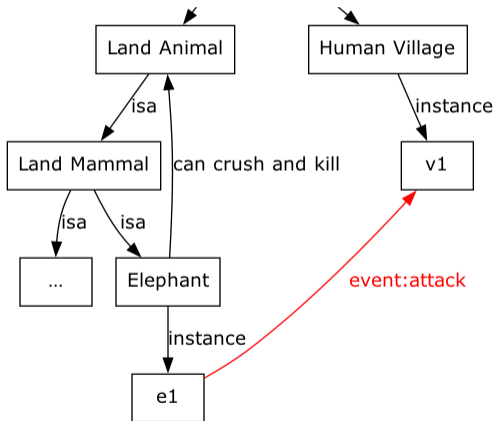 Land Animal
Human Village
isa
instance
Land Mammal
can crush and kill
v1
isa
isa
...
Elephant
event:attack
instance
e1